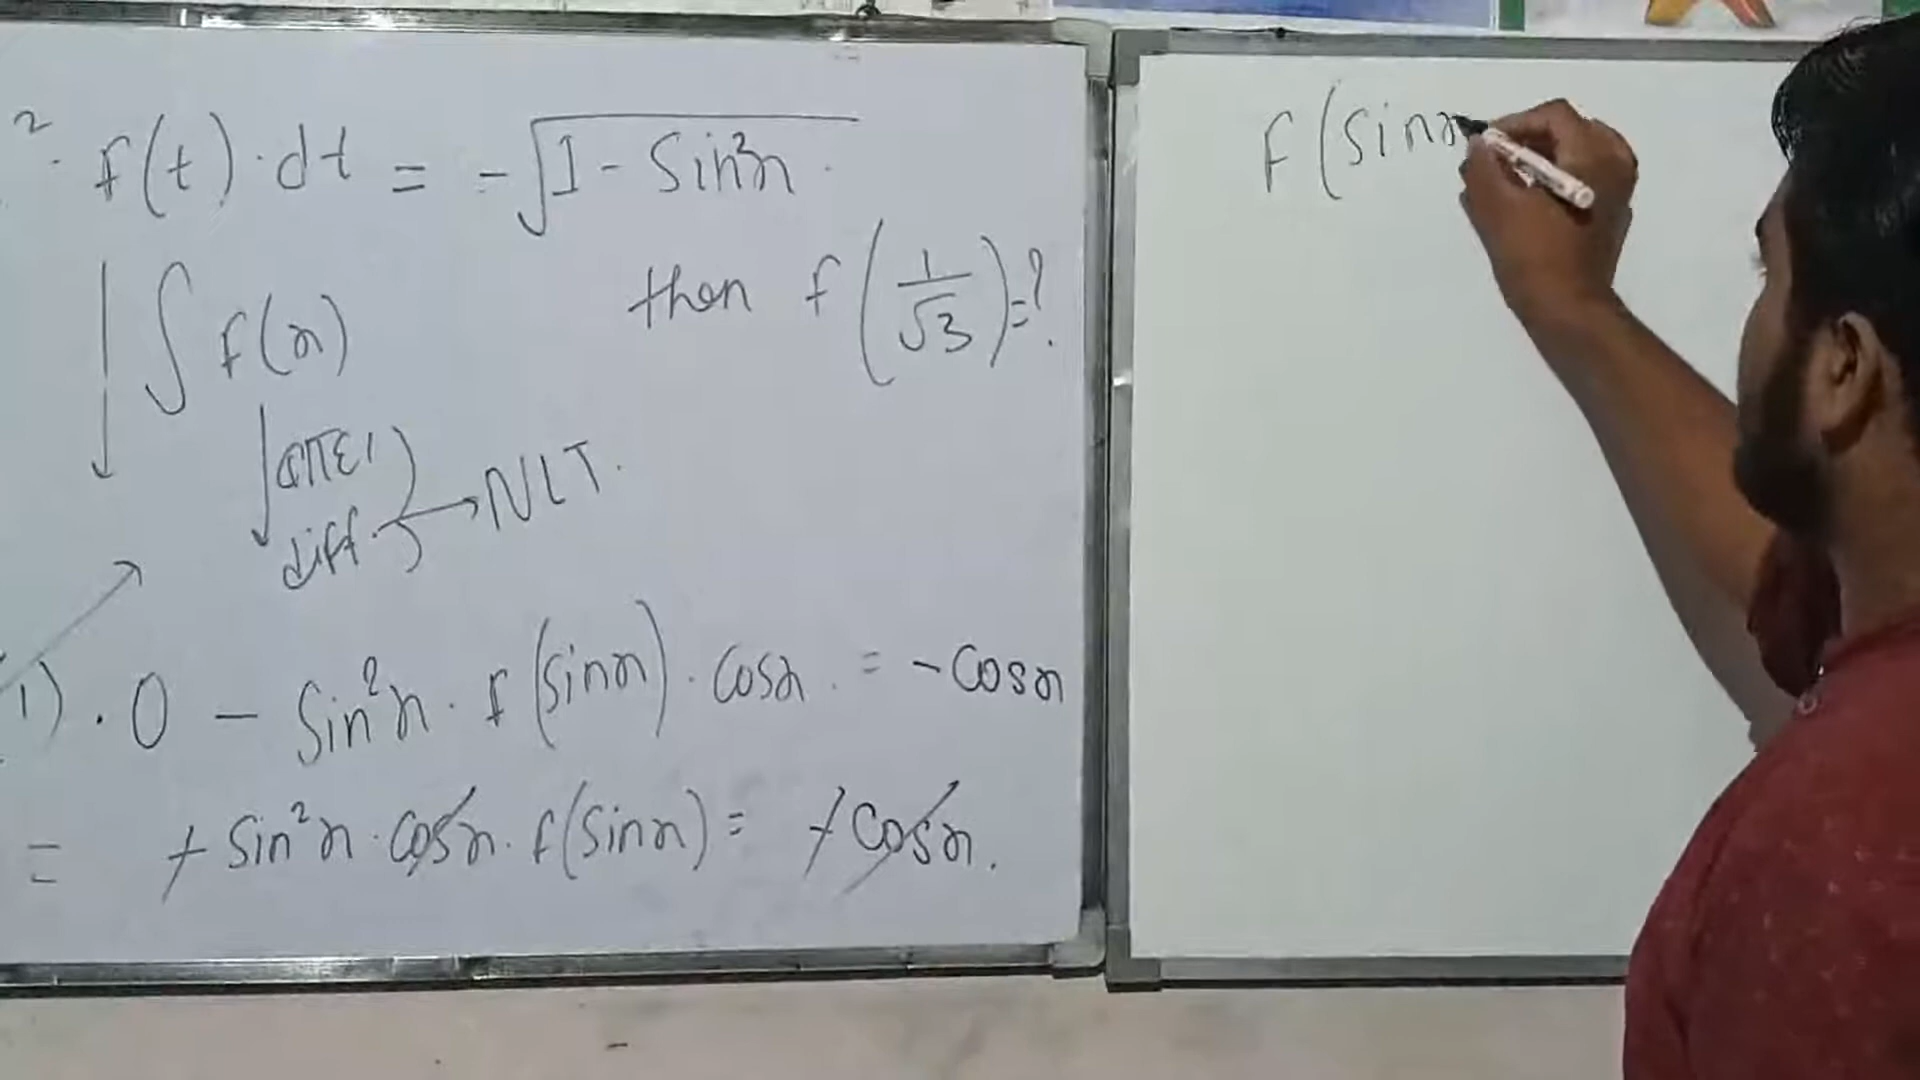 ² · f(t) · dt = -√(1 - Sin²x) ·
then f(1/√3) = ?
∫ f(x)
diff. → NLT.
1) · 0 - Sin²x · f(Sinx) · Cosx · = - Cosx
= + Sin²x · Cosx · f(Sinx) = + Cosx .
F (Sinx